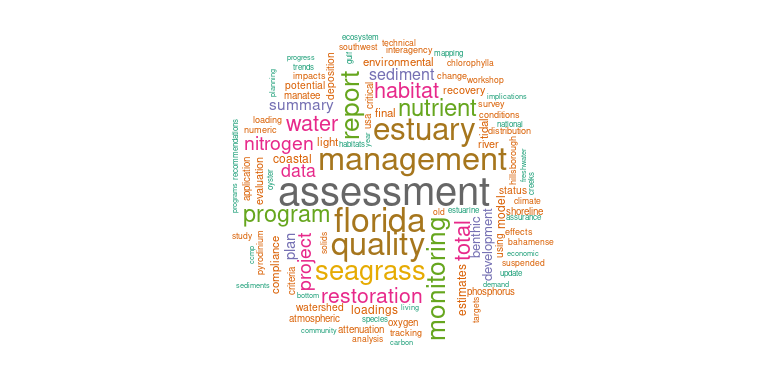 ecosystem
technical
southwest
interagency
progress
gulf
mapping
environmental
chlorophylla
trends
deposition
sediment
change
workshop
impacts
planning
potential
critical
habitat
recovery
manatee
report
implications
summary
nutrient
survey
final
usa
conditions
loading
water
estuary
tidal
national
numeric
distribution
recommendations
nitrogen
light
habitats
year
river
hillsborough
freshwater
coastal
management
application
evaluation
oyster
data
creeks
programs
assessment
status
climate
model
program
florida
old
estuarine
shoreline
assurance
study
plan
solids
quality
monitoring
total
benthic
development
using
effects
bahamense
ccmp
pyrodinium
compliance
project
economic
suspended
seagrass
criteria
estimates
update
sediments
demand
bottom
restoration
phosphorus
targets
watershed
loadings
living
atmospheric
species
oxygen
community
attenuation
tracking
analysis
carbon